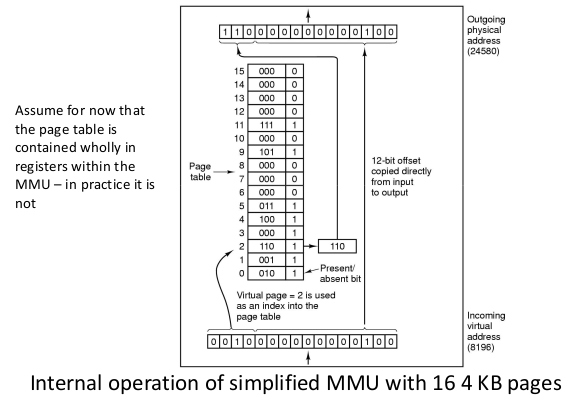 Outgoing
physical
address
(24580)
1 1 0 0 0 0 0 0 0 0 0 0 1 0 0
Assume for now that
the page table is
contained wholly in
registers within the
MMU – in practice it is
not
Page
table
15 000 0
14 000 0
13 000 0
12 000 0
11 111 1
10 000 0
9 101 1
8 000 0
7 000 0
6 000 0
5 011 1
4 100 1
3 000 1
2 110 1
1 001 1
0 010 1
110
12-bit offset
copied directly
from input
to output
Present/
absent bit
Virtual page = 2 is used
as an index into the
page table
0 0 1 0 0 0 0 0 0 0 0 0 0 1 0 0
Incoming
virtual
address
(8196)
Internal operation of simplified MMU with 16 4 KB pages